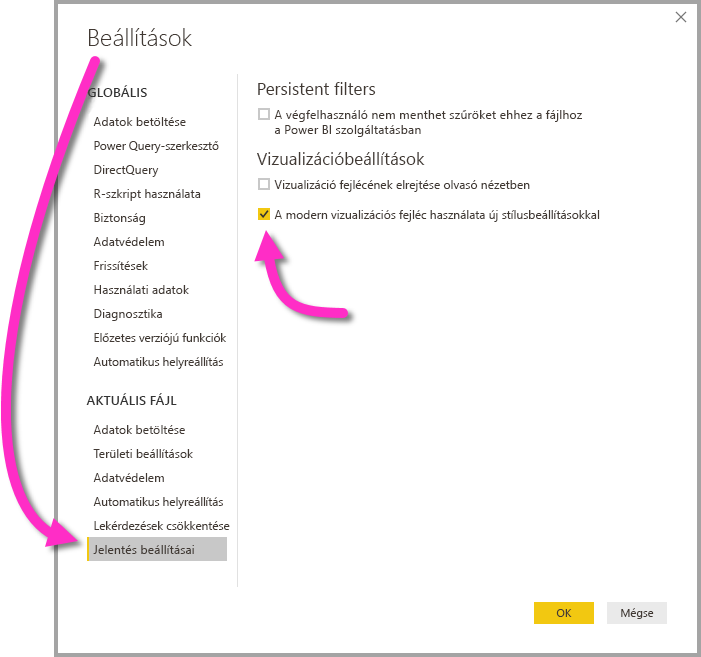 Beállítások
GLOBÁLIS
Adatok betöltése
Power Query-szerkesztő
DirectQuery
R-szkript használata
Biztonság
Adatvédelem
Frissítések
Használati adatok
Diagnosztika
Előzetes verziójú funkciók
Automatikus helyreállítás
AKTUÁLIS FÁJL
Adatok betöltése
Területi beállítások
Adatvédelem
Automatikus helyreállítás
Lekérdezések csökkentése
Jelentés beállításai
Persistent filters
A végfelhasználó nem menthet szűröket ehhez a fájlhoz
a Power BI szolgáltatásban
Vizualizációbeállítások
Vizualizáció fejlécének elrejtése olvasó nézetben
A modern vizualizációs fejléc használata új stílusbeállításokkal
OK
Mégse